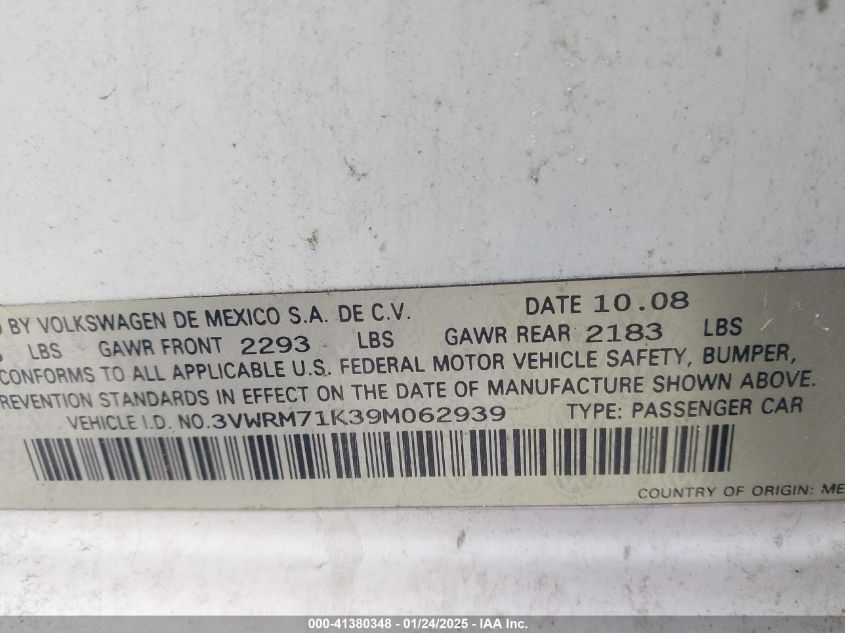 BY VOLKSWAGEN DE MEXICO S.A. DE C.V. DATE 10.08
LBS GAWR FRONT 2293 LBS GAWR REAR 2183 LBS
CONFORMS TO ALL APPLICABLE U.S. FEDERAL MOTOR VEHICLE SAFETY, BUMPER,
REVENTION STANDARDS IN EFFECT ON THE DATE OF MANUFACTURE SHOWN ABOVE.
VEHICLE I.D. NO.3VWRM71K39M062939 TYPE: PASSENGER CAR
COUNTRY OF ORIGIN: ME
000-41380348 - 01/24/2025 - IAA Inc.